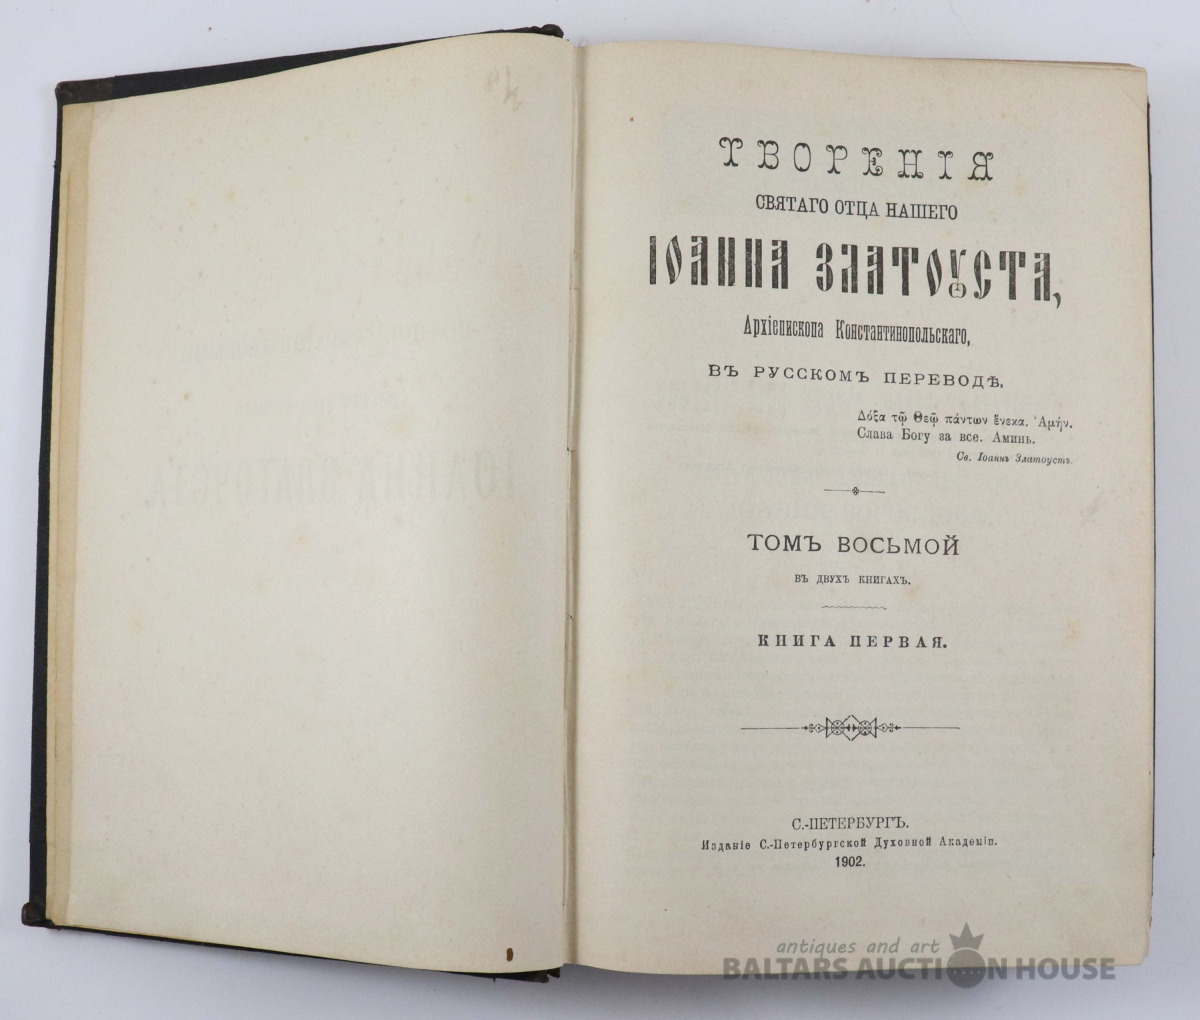 ТВОРЕНІЯ
СВЯТАГО ОТЦА НАШЕГО
ІОАННА ЗЛАТОУСТА,
Архіепископа Константинопольскаго,
ВЪ РУССКОМЪ ПЕРЕВОДѢ.
Δόξα τῷ Θεῷ πάντων ἕνεκα. Ἀμήν.
Слава Богу за все. Аминь.
Св. Іоаннъ Златоустъ.
ТОМЪ ВОСЬМОЙ
ВЪ ДВУХЪ КНИГАХЪ.
КНИГА ПЕРВАЯ.
С.-ПЕТЕРБУРГЪ.
Изданіе С.-Петербургской Духовной Академіи.
1902.
antiques and art
BALTARS AUCTION HOUSE